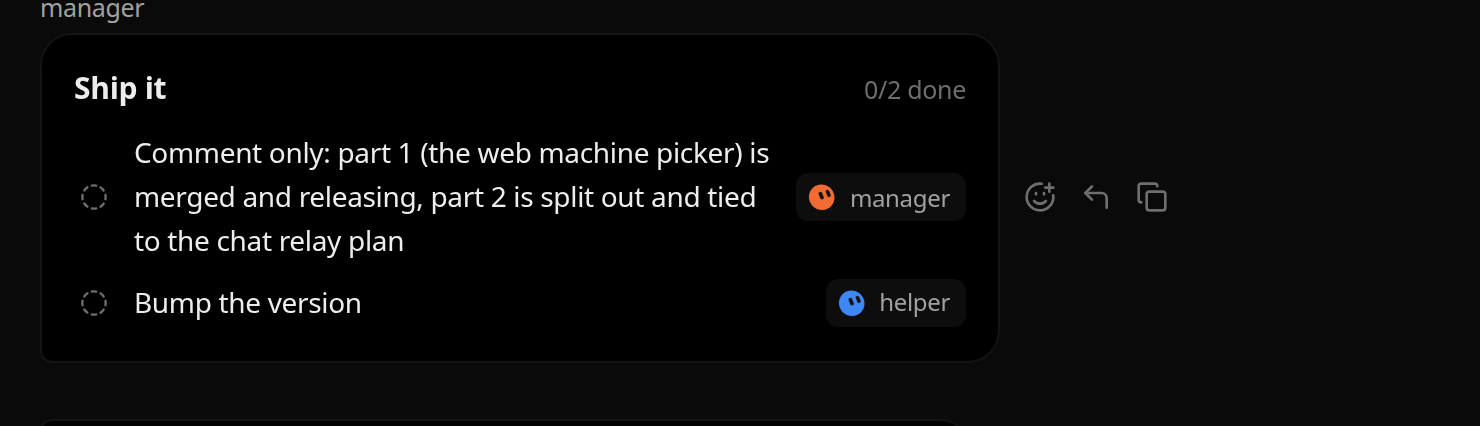 manager
Ship it
0/2 done
Comment only: part 1 (the web machine picker) is
merged and releasing, part 2 is split out and tied
to the chat relay plan
manager
Bump the version
helper